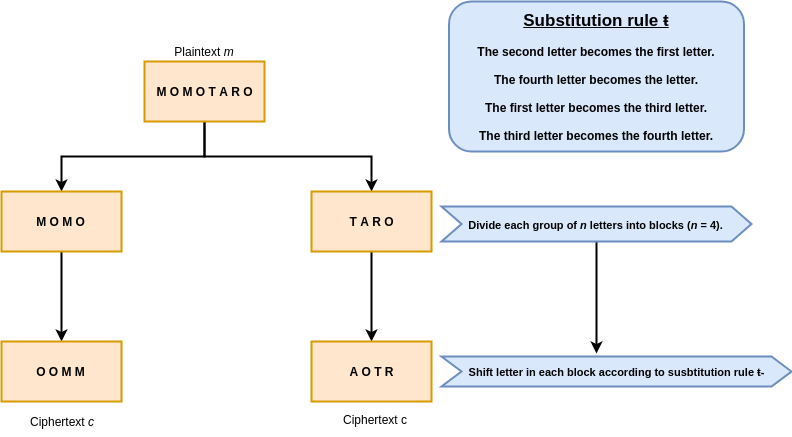 Substitution rule ŧ
Plaintext m
The second letter becomes the first letter.
The fourth letter becomes the letter.
M O M O T A R O
The first letter becomes the third letter.
The third letter becomes the fourth letter.
M O M O
T A R O
Divide each group of n letters into blocks (n = 4).
O O M M
A O T R
Shift letter in each block according to susbtitution rule ŧ-
Ciphertext c
Ciphertext c